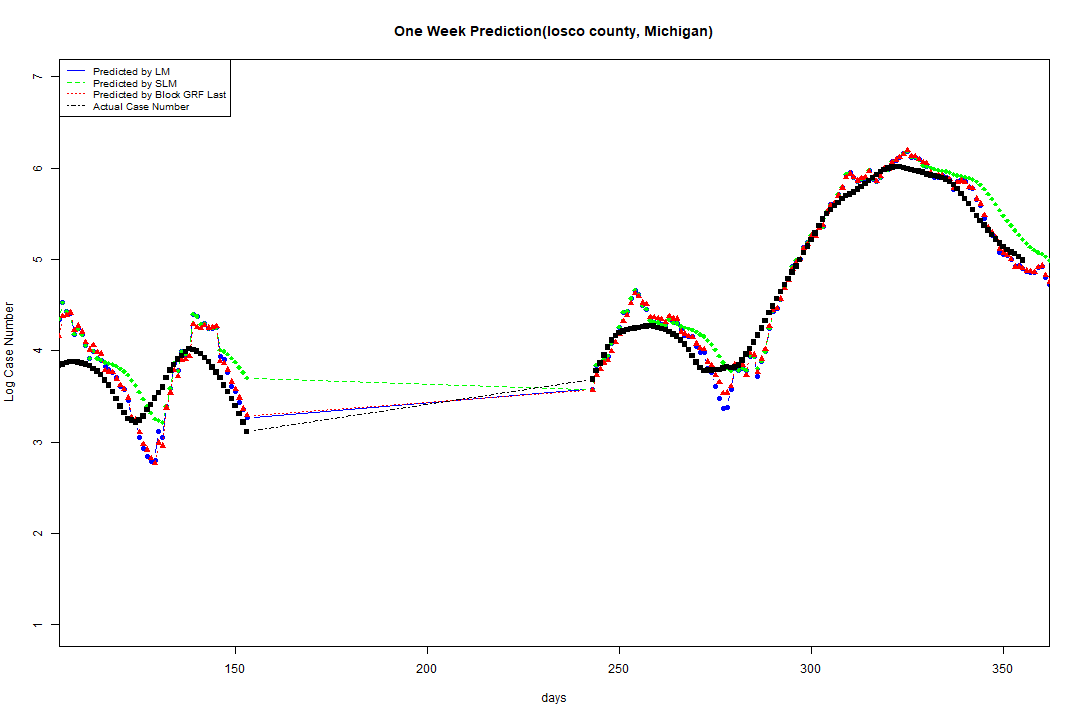 One Week Prediction(Iosco county, Michigan)
Predicted by LM
Predicted by SLM
Predicted by Block GRF Last
Actual Case Number
Log Case Number
7
6
5
4
3
2
1
150
200
250
300
350
days